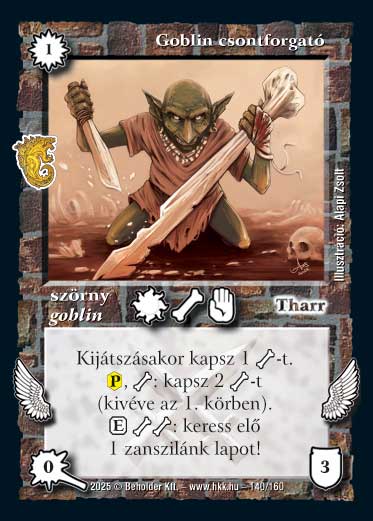 1
Goblin csontforgató
Illusztráció: Alapi Zsolt
szörny
goblin
Tharr
Kijátszásakor kapsz 1 -t.
P, : kapsz 2 -t
(kivéve az 1. körben).
E : keress elő
1 zanszilánk lapot!
0
3
2025 © Beholder Kft. – www.hkk.hu – 140/160